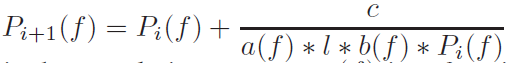 P_{i+1}(f) = P_i(f) + \frac{c}{a(f) * l * b(f) * P_i(f)}